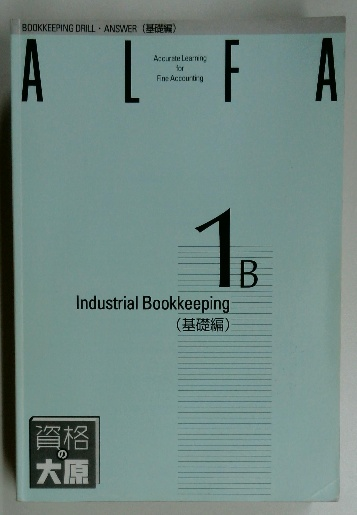 BOOKKEEPING DRILL・ANSWER（基礎編）
A L F A
Accurate Learning
for
Fine Accounting
1B
Industrial Bookkeeping
（基礎編）
資格
の
大原